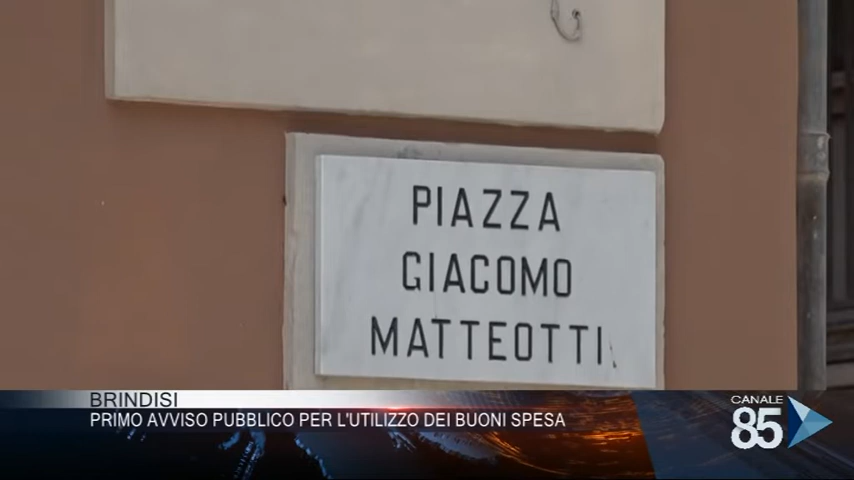 PIAZZA
GIACOMO
MATTEOTTI
BRINDISI
PRIMO AVVISO PUBBLICO PER L'UTILIZZO DEI BUONI SPESA
CANALE
85